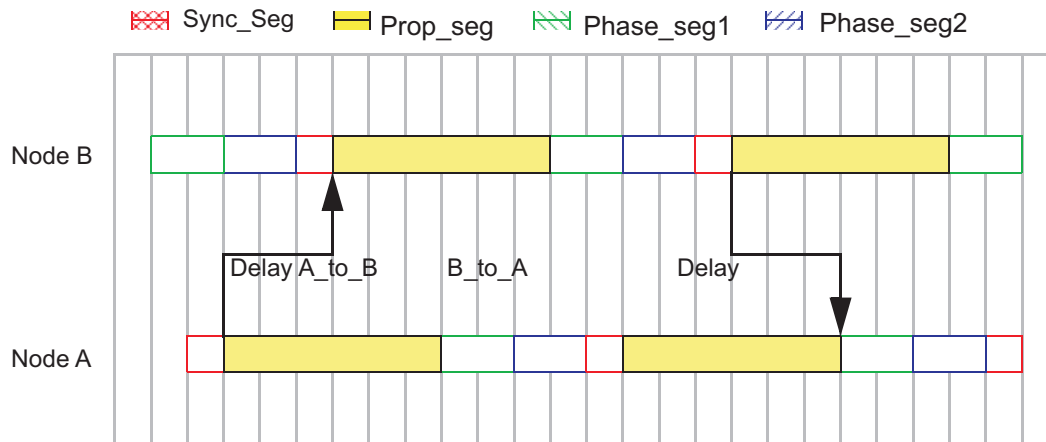 Sync_Seg Prop_seg Phase_seg1 Phase_seg2
Node B
Delay A_to_B B_to_A Delay
Node A